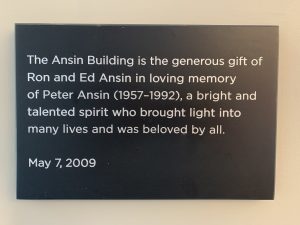 The Ansin Building is the generous gift of
Ron and Ed Ansin in loving memory
of Peter Ansin (1957–1992), a bright and
talented spirit who brought light into
many lives and was beloved by all.
May 7, 2009